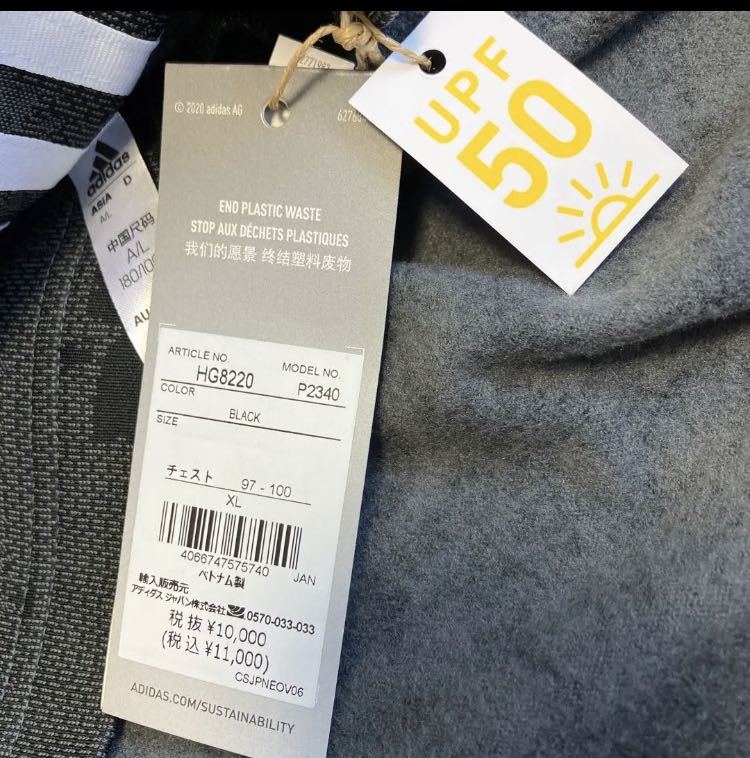 © 2020 adidas AG
END PLASTIC WASTE
STOP AUX DÉCHETS PLASTIQUES
我们的愿景 终结塑料废物
ARTICLE NO.
MODEL NO.
HG8220
P2340
COLOR
BLACK
SIZE
チェスト 97 - 100
XL
4066747575740 JAN
ベトナム製
輸入販売元
アディダス ジャパン株式会社 0570-033-033
税抜 ¥10,000
(税込 ¥11,000)
CSJPNEOV06
ADIDAS.COM/SUSTAINABILITY
UPF
50
adidas
ASIA D
A/L
中国尺码
A/L